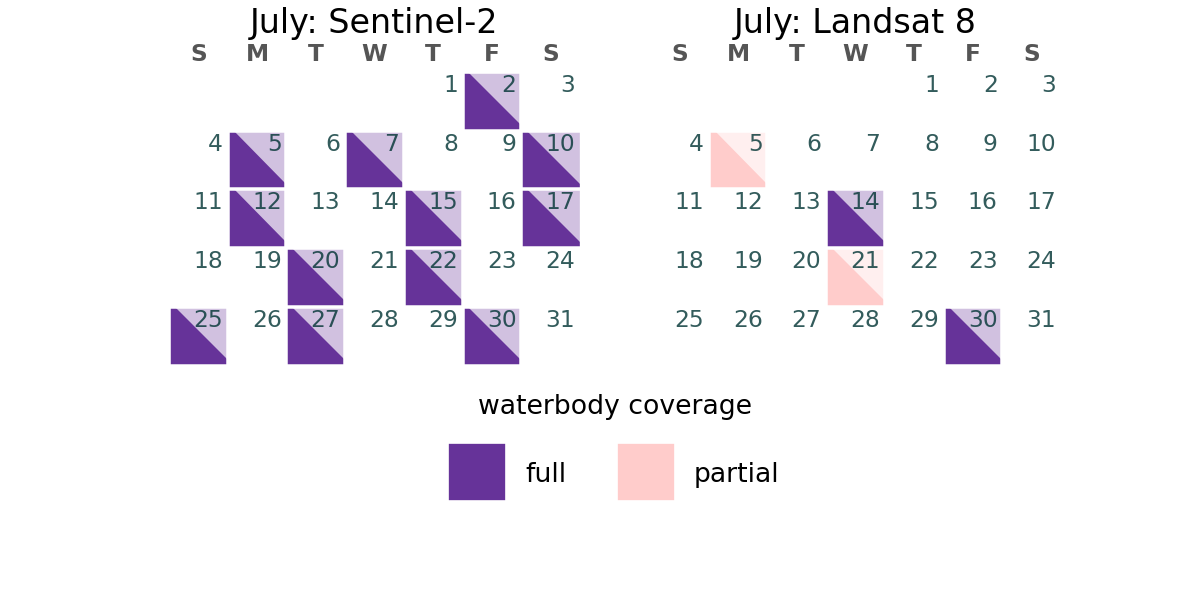 July: Sentinel-2
S M T W T F S
1 2 3
4 5 6 7 8 9 10
11 12 13 14 15 16 17
18 19 20 21 22 23 24
25 26 27 28 29 30 31
July: Landsat 8
S M T W T F S
1 2 3
4 5 6 7 8 9 10
11 12 13 14 15 16 17
18 19 20 21 22 23 24
25 26 27 28 29 30 31
waterbody coverage
full
partial